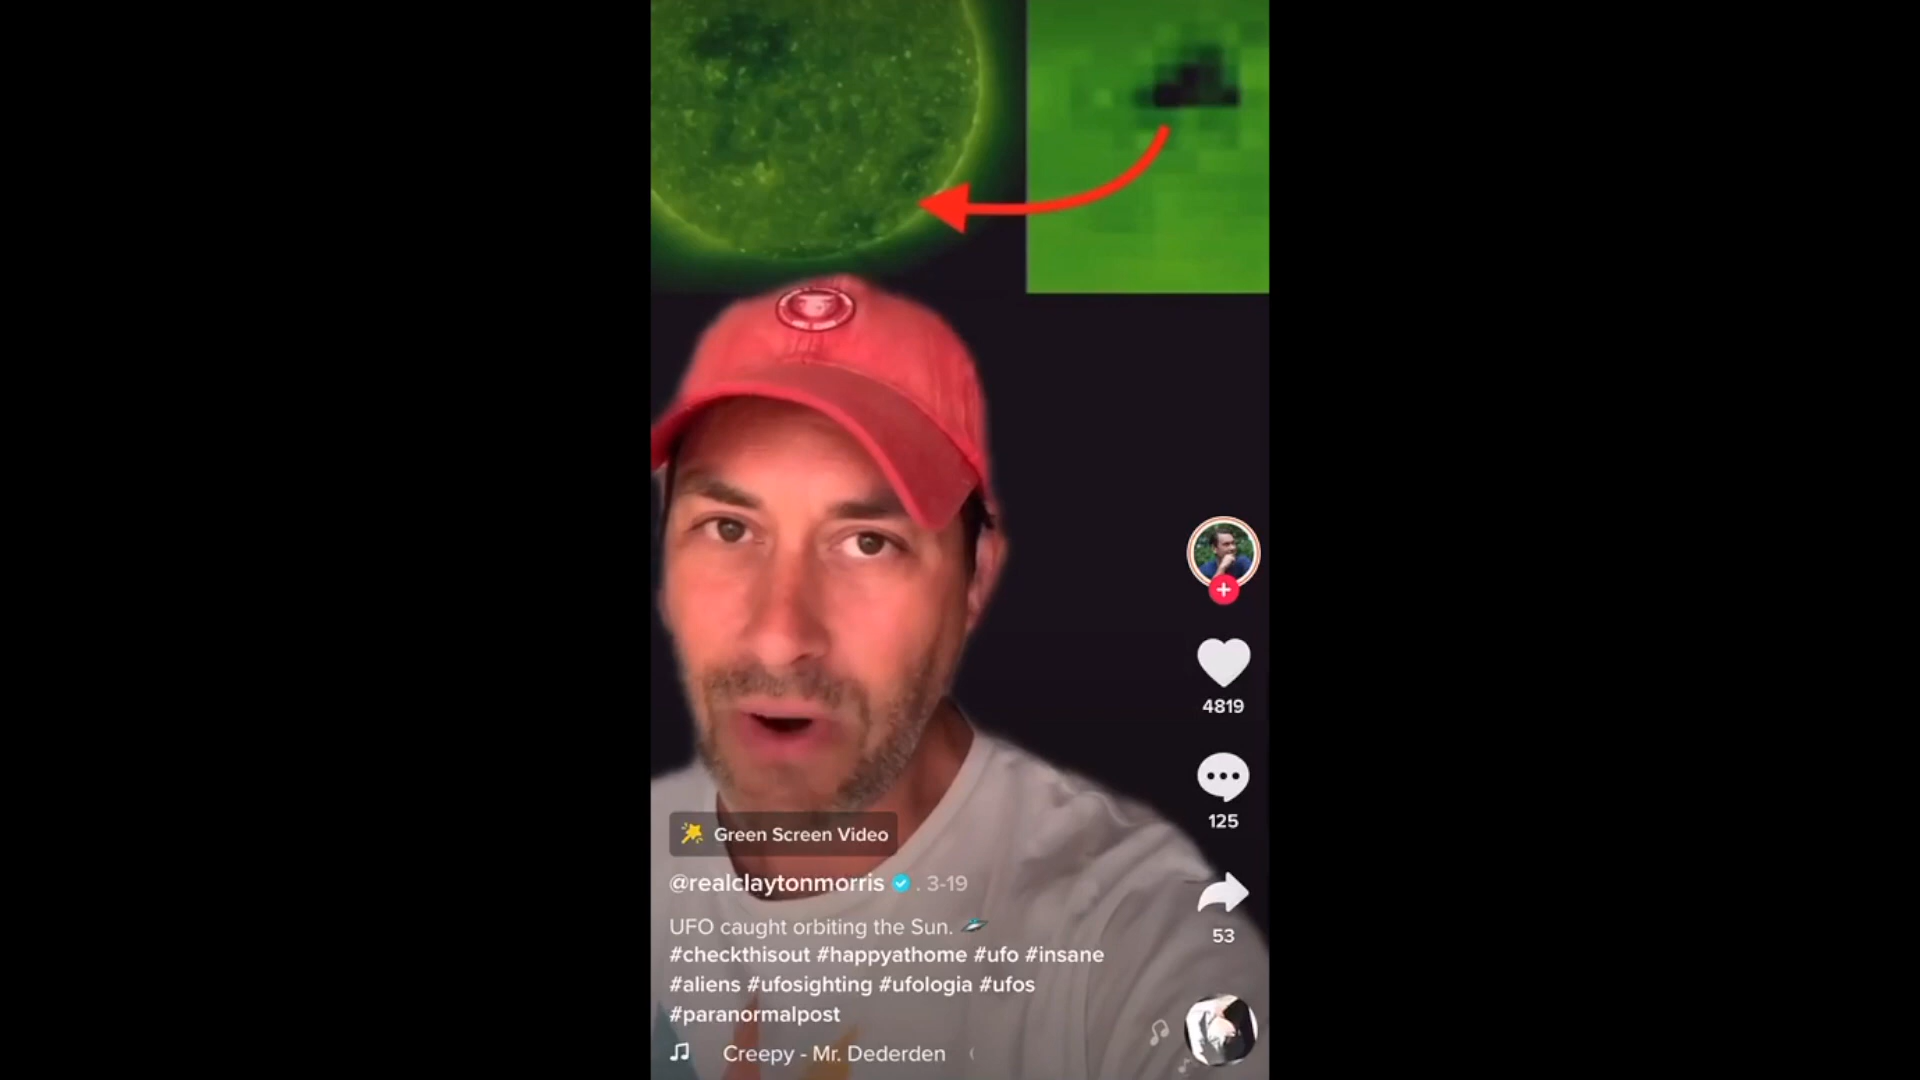 4819
125
53
Green Screen Video
@realclaytonmorris . 3-19
UFO caught orbiting the Sun. 🛸
#checkthisout #happyathome #ufo #insane
#aliens #ufosighting #ufologia #ufos
#paranormalpost
Creepy - Mr. Dederden